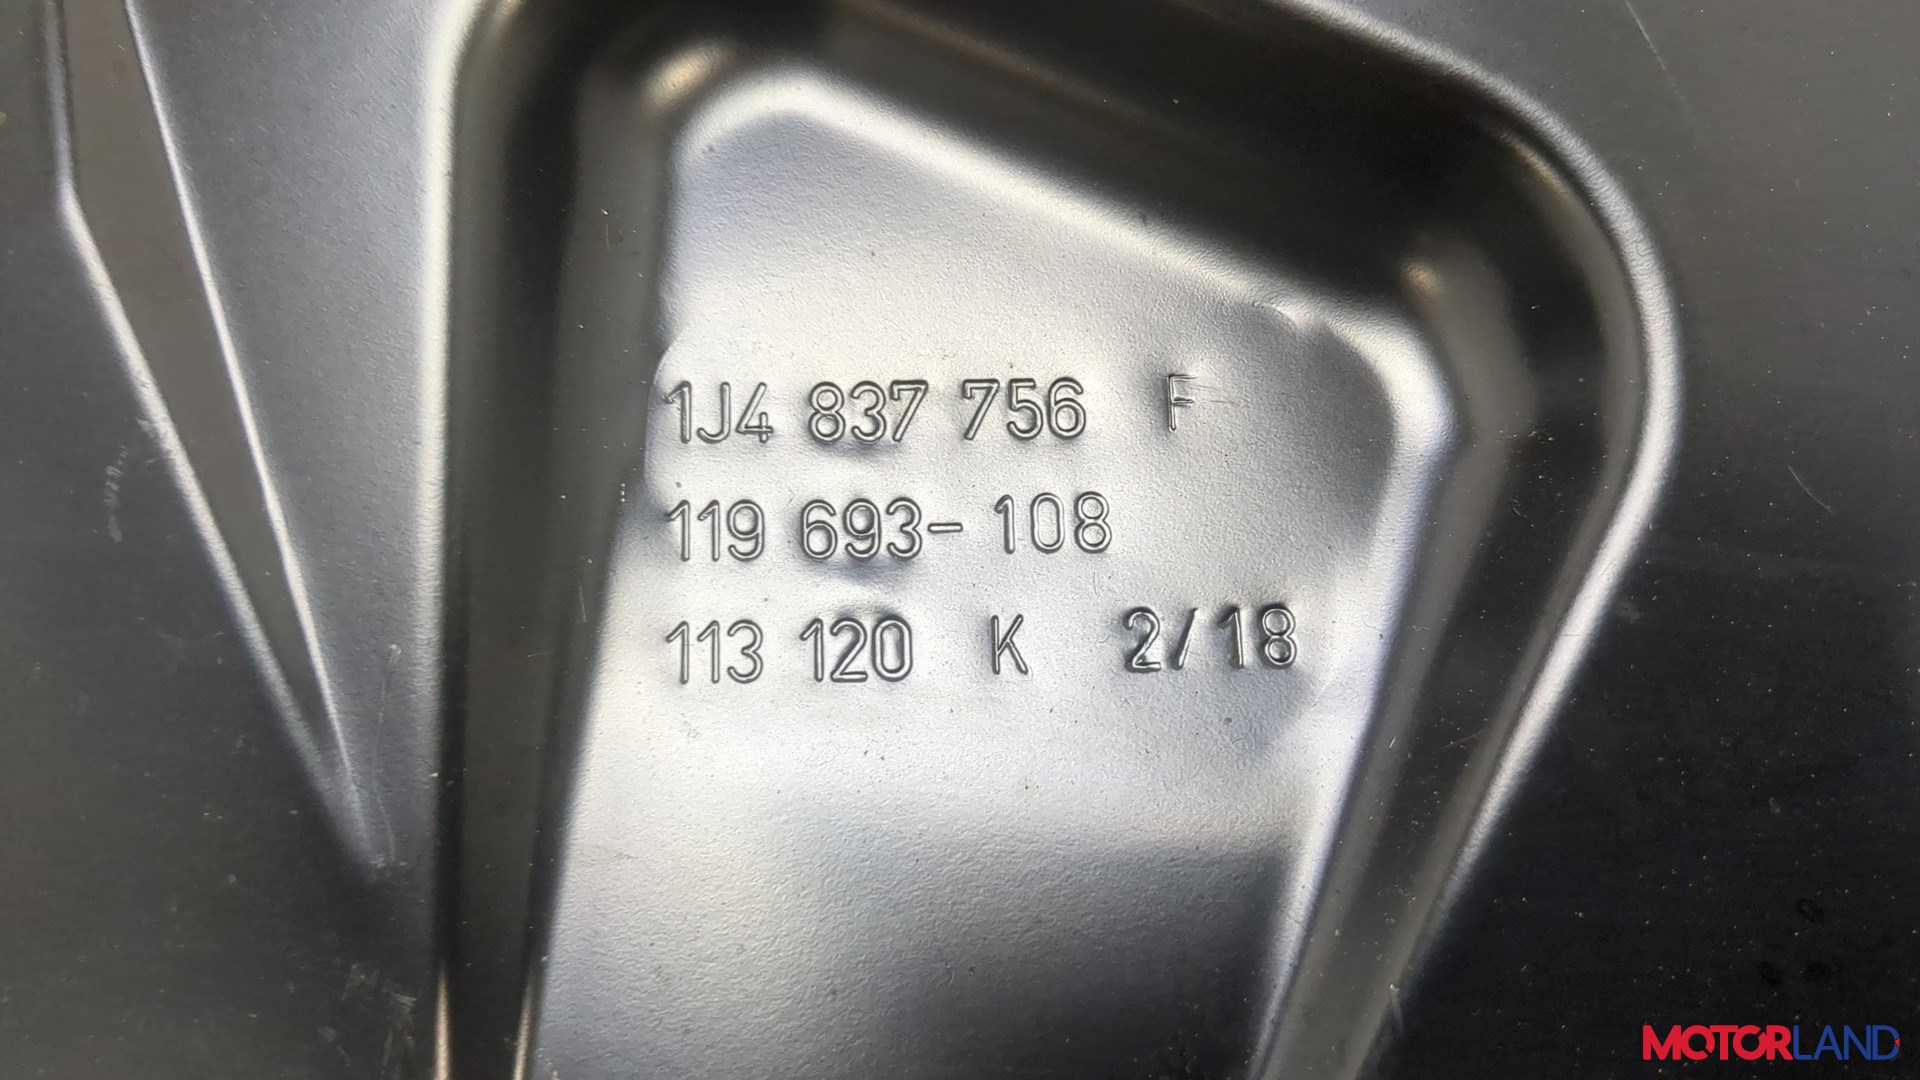 1J4 837 756 F
119 693-108
113 120 K 2/18
MOTORLAND